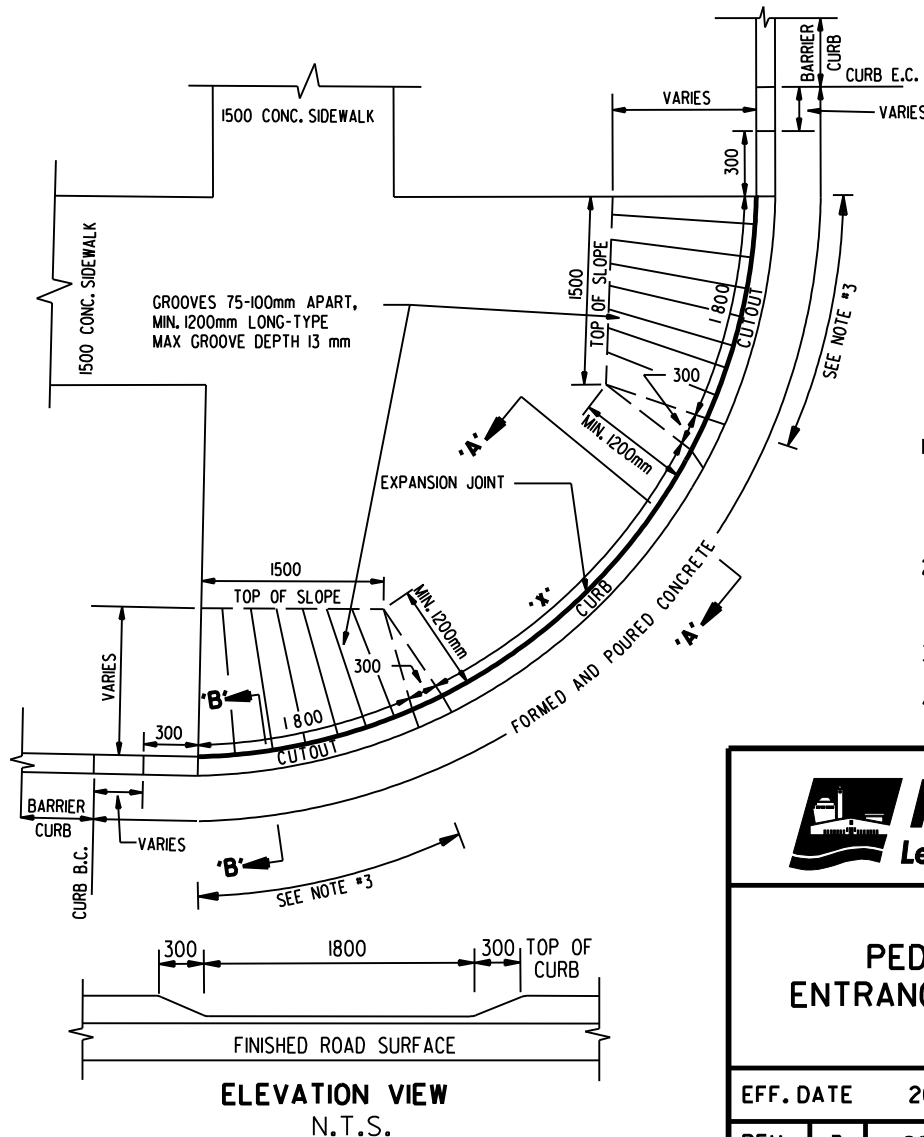 BARRIER
CURB
CURB E.C.
VARIES
VARIES
1500 CONC. SIDEWALK
300
1500 CONC. SIDEWALK
GROOVES 75-100mm APART,
MIN. 1200mm LONG-TYPE
MAX GROOVE DEPTH 13 mm
1500
TOP OF SLOPE
1800
CUTOUT
SEE NOTE #3
300
MIN. 1200mm
'A'
EXPANSION JOINT
'X'
CURB
FORMED AND POURED CONCRETE
'A'
1500
TOP OF SLOPE
MIN. 1200mm
VARIES
300
'B'
1800
300
CUTOUT
BARRIER
CURB
VARIES
CURB B.C.
'B'
SEE NOTE #3
300
1800
300
TOP OF
CURB
FINISHED ROAD SURFACE
ELEVATION VIEW
N.T.S.
Le
PED
ENTRANC
EFF. DATE